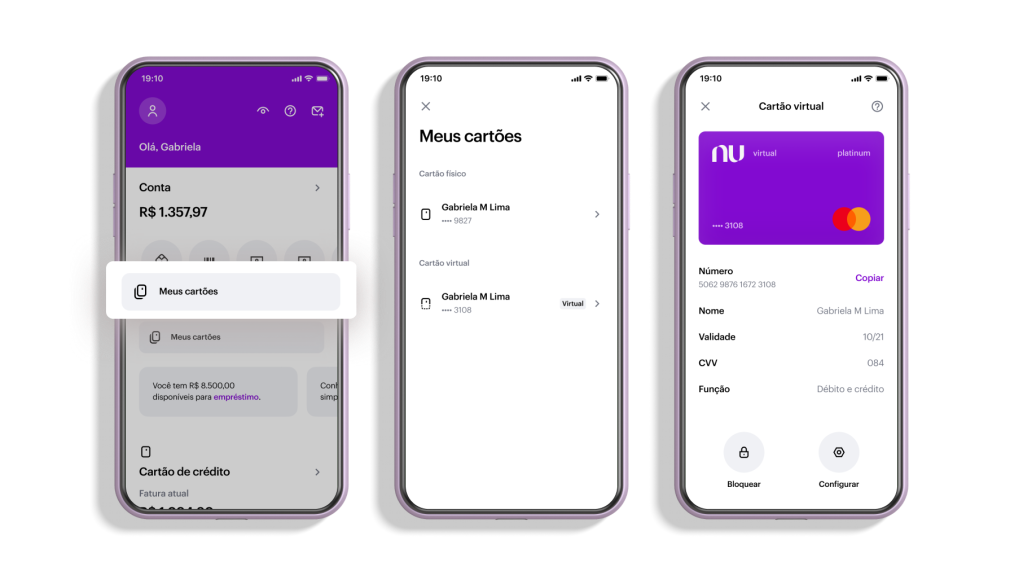 19:10
Olá, Gabriela
Conta
R$ 1.357,97
Meus cartões
Meus cartões
Você tem R$ 8.500,00
disponíveis para empréstimo.
Conh
simp
Cartão de crédito
Fatura atual
19:10
Meus cartões
Cartão físico
Gabriela M Lima
•••• 9827
Cartão virtual
Gabriela M Lima
•••• 3108
Virtual
19:10
Cartão virtual
nu virtual platinum
•••• 3108
Número
5062 9876 1672 3108
Copiar
Nome Gabriela M Lima
Validade 10/21
CVV 084
Função Débito e crédito
Bloquear Configurar